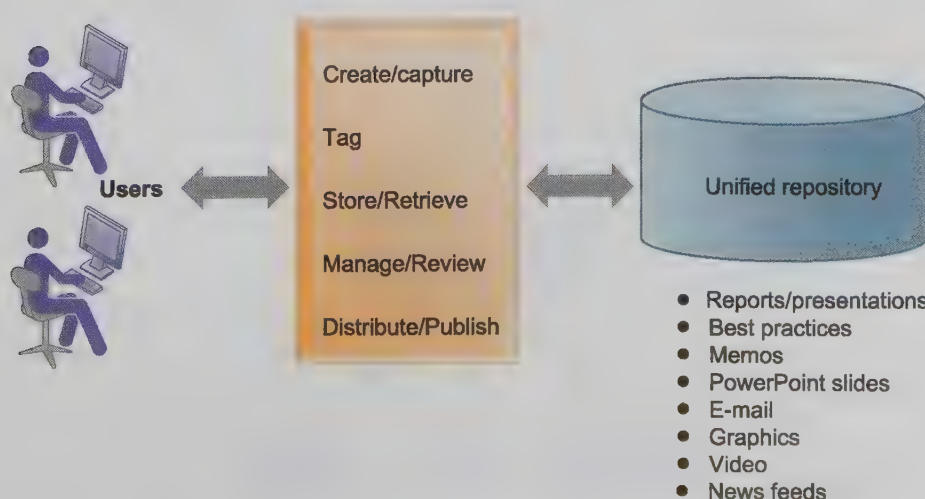 Users
Create/capture
Tag
Store/Retrieve
Manage/Review
Distribute/Publish
Unified repository
• Reports/presentations
• Best practices
• Memos
• PowerPoint slides
• E-mail
• Graphics
• Video
• News feeds